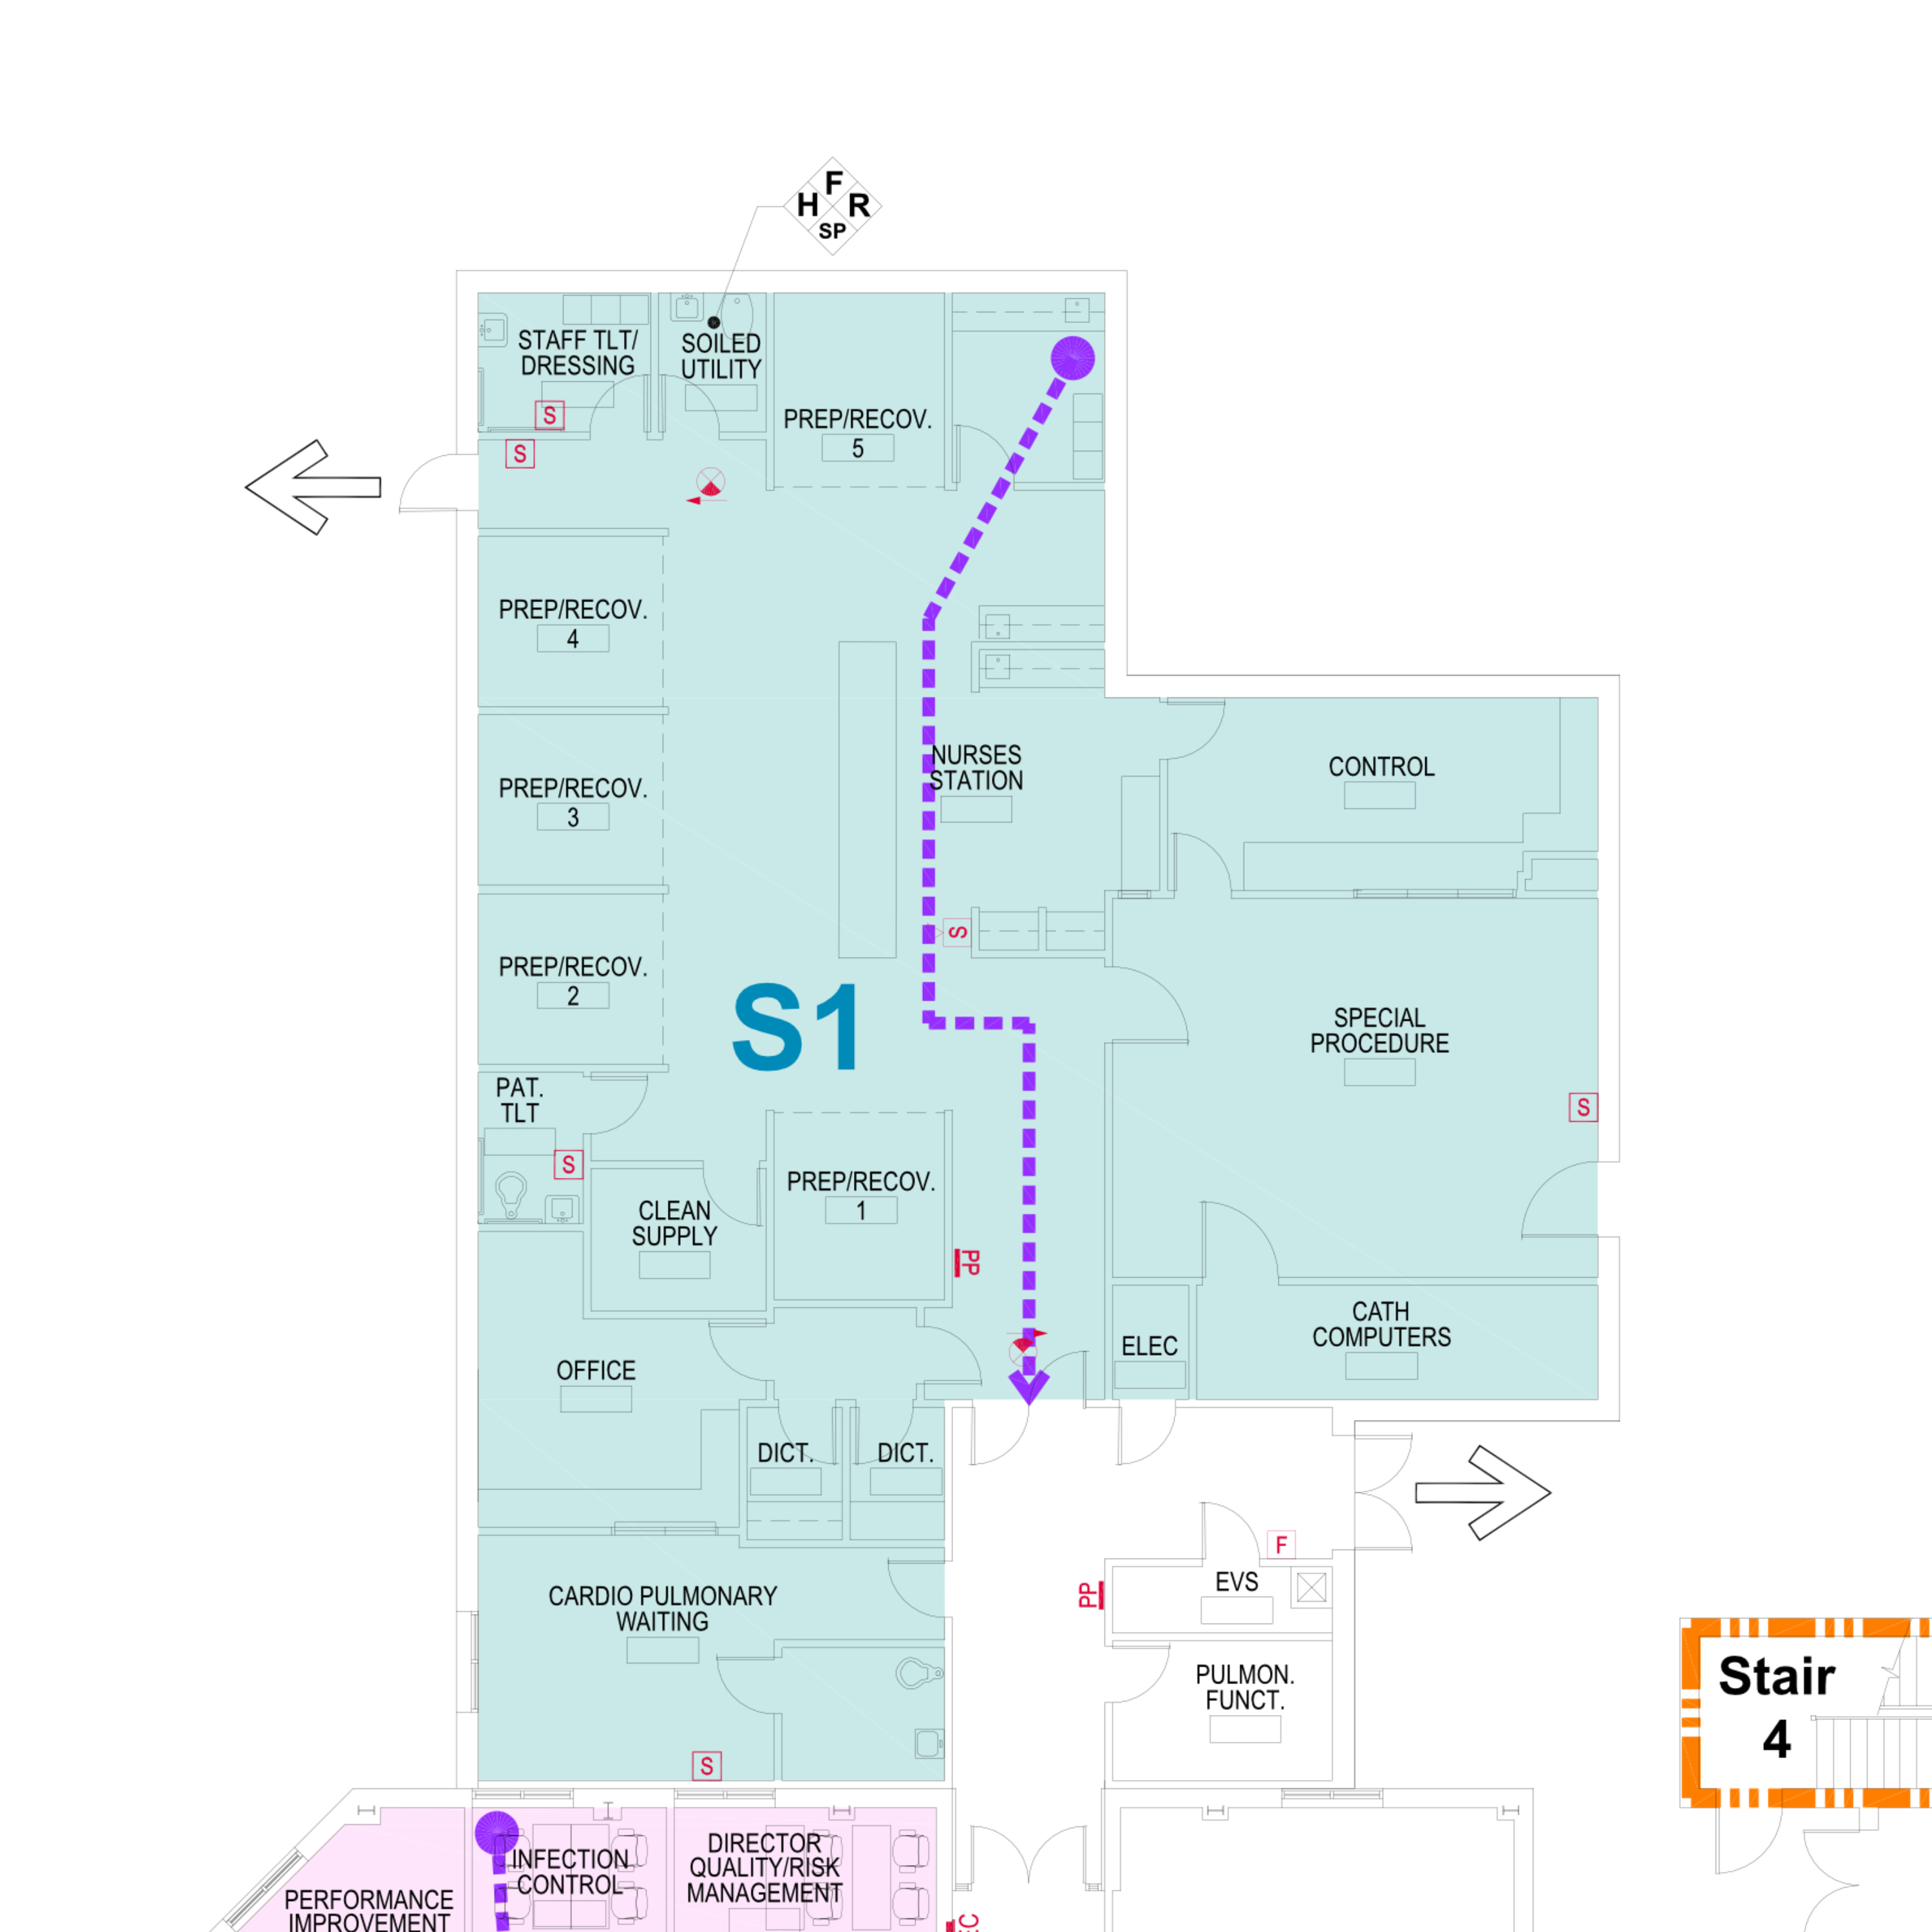 F
H R
SP
STAFF TLT/
DRESSING
SOILED
UTILITY
PREP/RECOV.
5
S
S
PREP/RECOV.
4
NURSES
STATION
CONTROL
PREP/RECOV.
3
S
PREP/RECOV.
2
S1
SPECIAL
PROCEDURE
S
PAT.
TLT
S
PREP/RECOV.
1
CLEAN
SUPPLY
PP
CATH
COMPUTERS
ELEC
OFFICE
DICT.
DICT.
F
EVS
PP
CARDIO PULMONARY
WAITING
PULMON.
FUNCT.
Stair
4
S
INFECTION
CONTROL
DIRECTOR
QUALITY/RISK
MANAGEMENT
PERFORMANCE
IMPROVEMENT